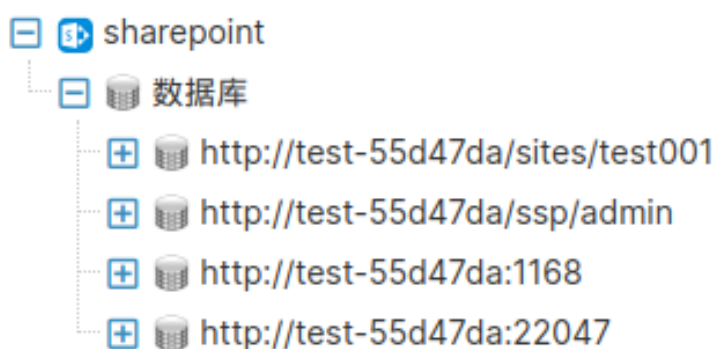 sharepoint
数据库
http://test-55d47da/sites/test001
http://test-55d47da/ssp/admin
http://test-55d47da:1168
http://test-55d47da:22047